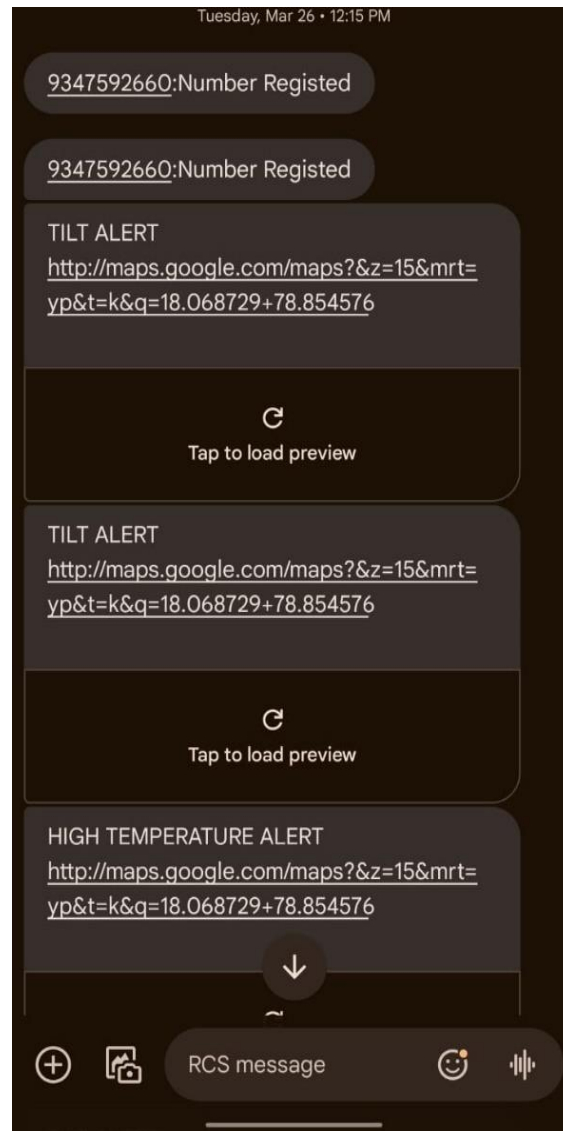 Tuesday, Mar 26 • 12:15 PM
9347592660:Number Registed
9347592660:Number Registed
TILT ALERT
http://maps.google.com/maps?&z=15&mrt=
yp&t=k&q=18.068729+78.854576
Tap to load preview
TILT ALERT
http://maps.google.com/maps?&z=15&mrt=
yp&t=k&q=18.068729+78.854576
Tap to load preview
HIGH TEMPERATURE ALERT
http://maps.google.com/maps?&z=15&mrt=
yp&t=k&q=18.068729+78.854576
RCS message